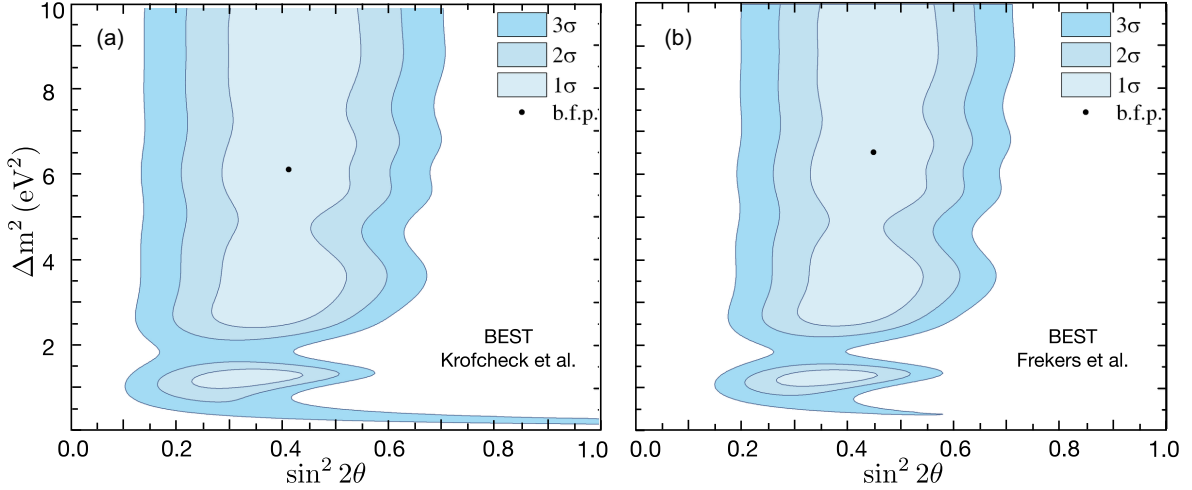 10
8
6
4
2
Δm² (eV²)
(a)
3σ
2σ
1σ
b.f.p.
BEST
Krofcheck et al.
0.0 0.2 0.4 0.6 0.8 1.0
sin² 2θ
(b)
3σ
2σ
1σ
b.f.p.
BEST
Frekers et al.
0.0 0.2 0.4 0.6 0.8 1.0
sin² 2θ